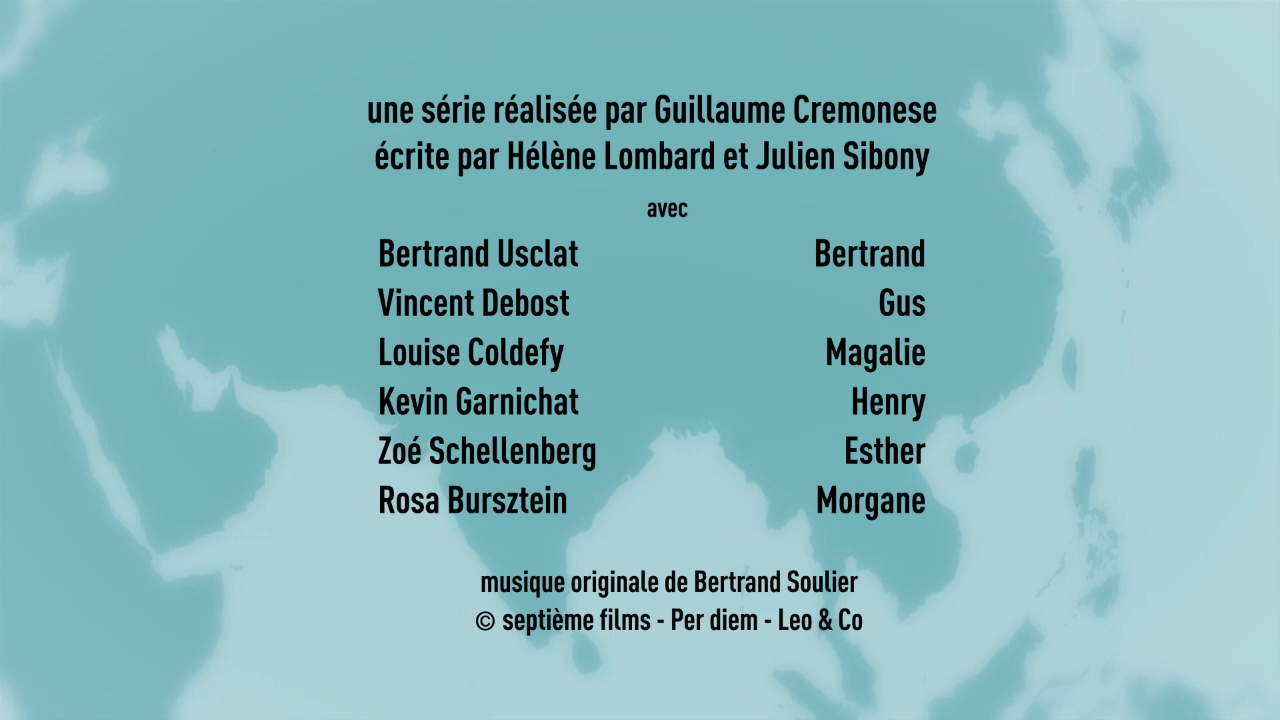 une série réalisée par Guillaume Cremonese
écrite par Hélène Lombard et Julien Sibony
avec
Bertrand Usclat Bertrand
Vincent Debost Gus
Louise Coldefy Magalie
Kevin Garnichat Henry
Zoé Schellenberg Esther
Rosa Bursztein Morgane
musique originale de Bertrand Soulier
© septième films - Per diem - Leo & Co